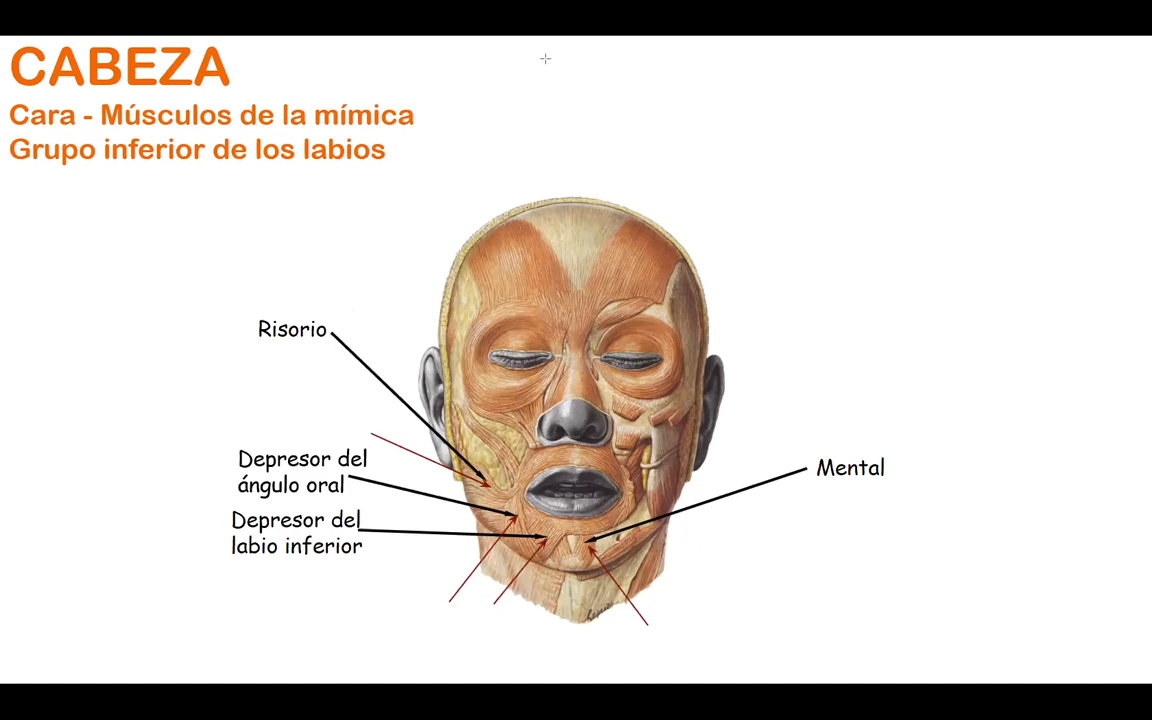 CABEZA
Cara - Músculos de la mímica
Grupo inferior de los labios
Risorio
Depresor del
ángulo oral
Mental
Depresor del
labio inferior